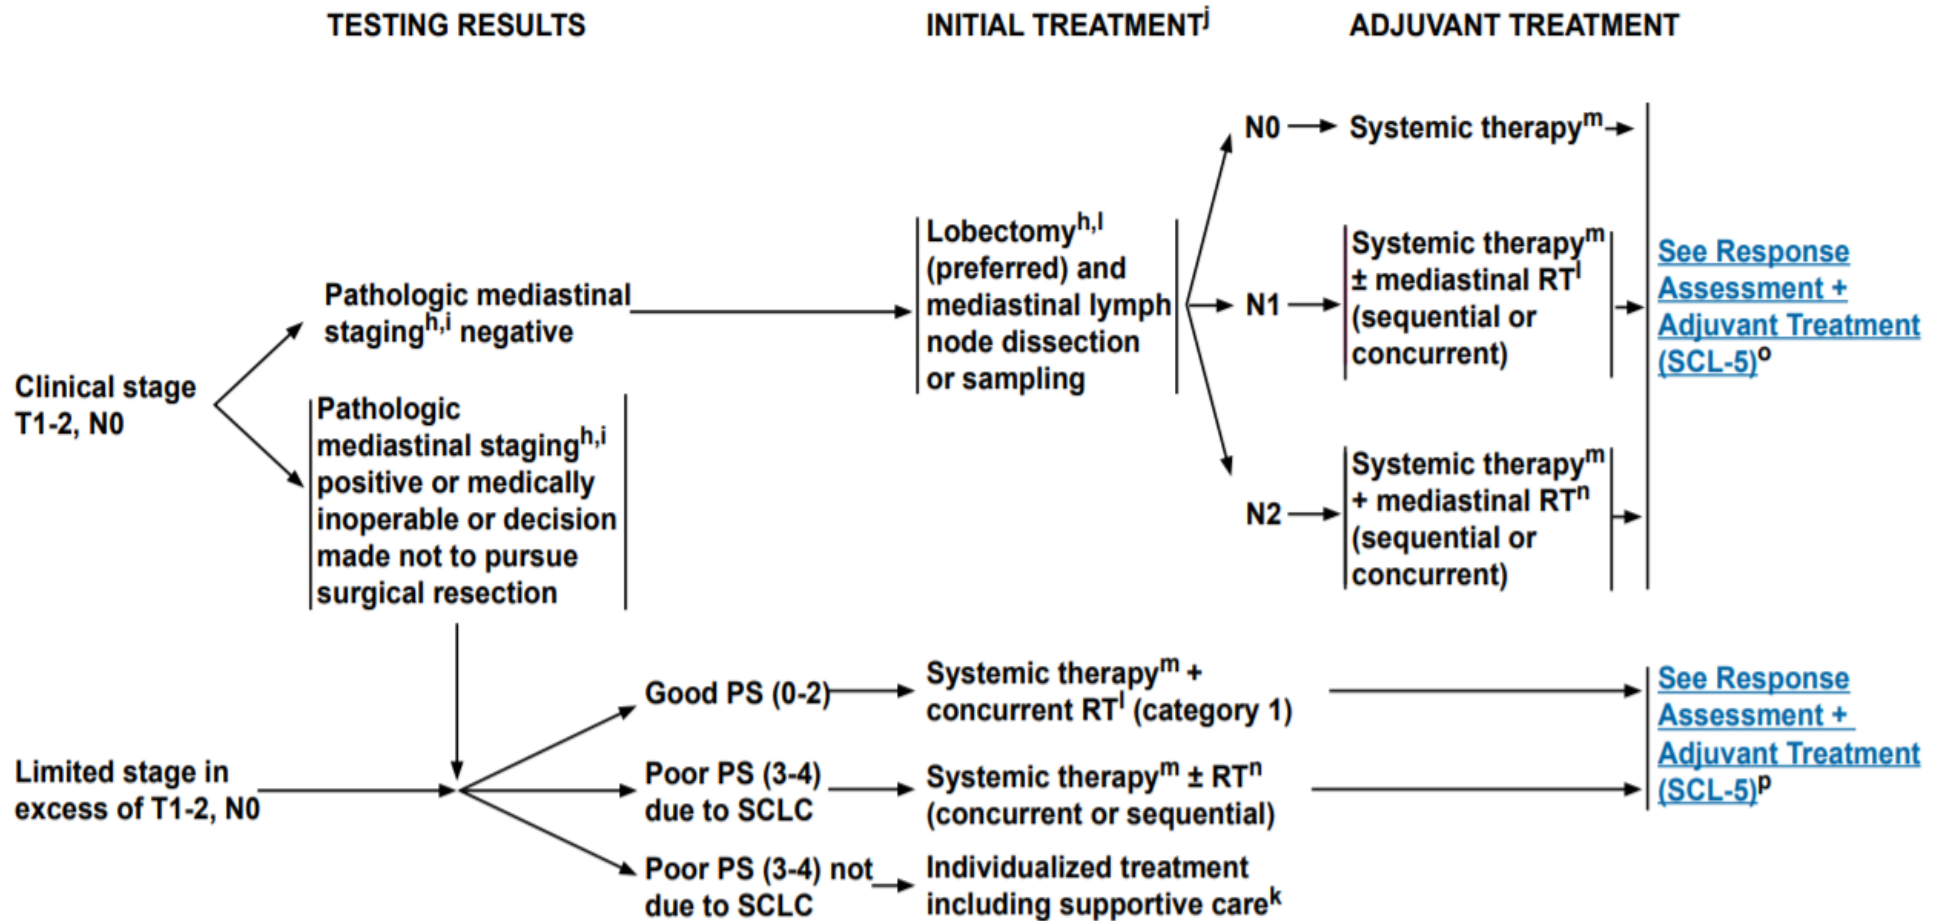 TESTING RESULTS
INITIAL TREATMENTj
ADJUVANT TREATMENT
Clinical stage
T1-2, N0
Pathologic mediastinal
stagingh,i negative
Pathologic
mediastinal stagingh,i
positive or medically
inoperable or decision
made not to pursue
surgical resection
Lobectomyh,l
(preferred) and
mediastinal lymph
node dissection
or sampling
N0
Systemic therapym
N1
Systemic therapym
± mediastinal RTl
(sequential or
concurrent)
N2
Systemic therapym
+ mediastinal RTn
(sequential or
concurrent)
See Response
Assessment +
Adjuvant Treatment
(SCL-5)o
Limited stage in
excess of T1-2, N0
Good PS (0-2)
Systemic therapym +
concurrent RTl (category 1)
Poor PS (3-4)
due to SCLC
Systemic therapym ± RTn
(concurrent or sequential)
Poor PS (3-4) not
due to SCLC
Individualized treatment
including supportive carek
See Response
Assessment +
Adjuvant Treatment
(SCL-5)p